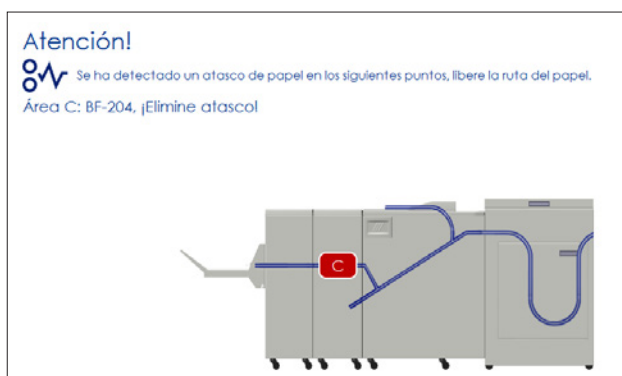 Atención!
Se ha detectado un atasco de papel en los siguientes puntos, libere la ruta del papel.
Área C: BF-204, ¡Elimine atasco!
C